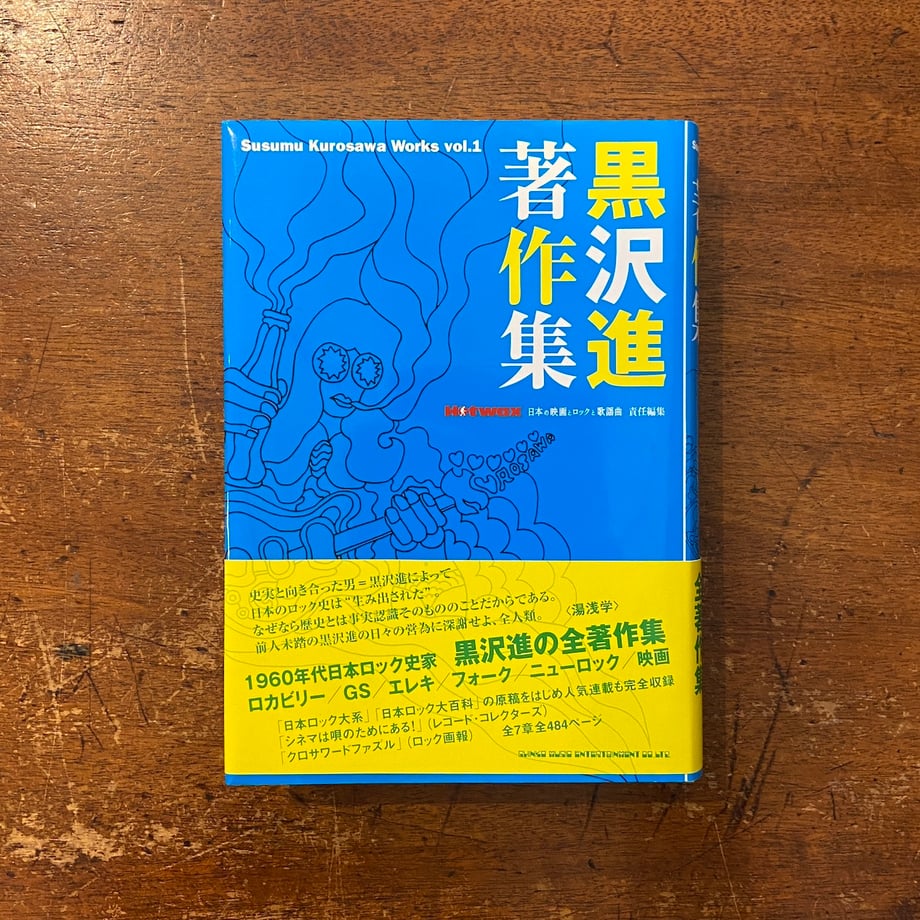 Susumu Kurosawa Works vol.1
黒沢進
著作集
Hotwax 日本の映画とロックと歌謡曲 責任編集
UROSAWA
史実と向き合った男＝黒沢進によって
日本のロック史は“生み出された”。
なぜなら歴史とは事実認識そのもののことだからである。
前人未踏の黒沢進の日々の営為に深謝せよ、全人類。〈湯浅学〉
1960年代日本ロック史家 黒沢進の全著作集
ロカビリー／GS／エレキ／フォーク／ニューロック／映画
「日本ロック大系」「日本ロック大百科」の原稿をはじめ人気連載も完全収録
「シネマは唄のためにある！」（レコード・コレクターズ）
「クロサワードファズル」（ロック画報） 全7章全484ページ
SHINKO MUSIC ENTERTAINMENT CO.,LTD.